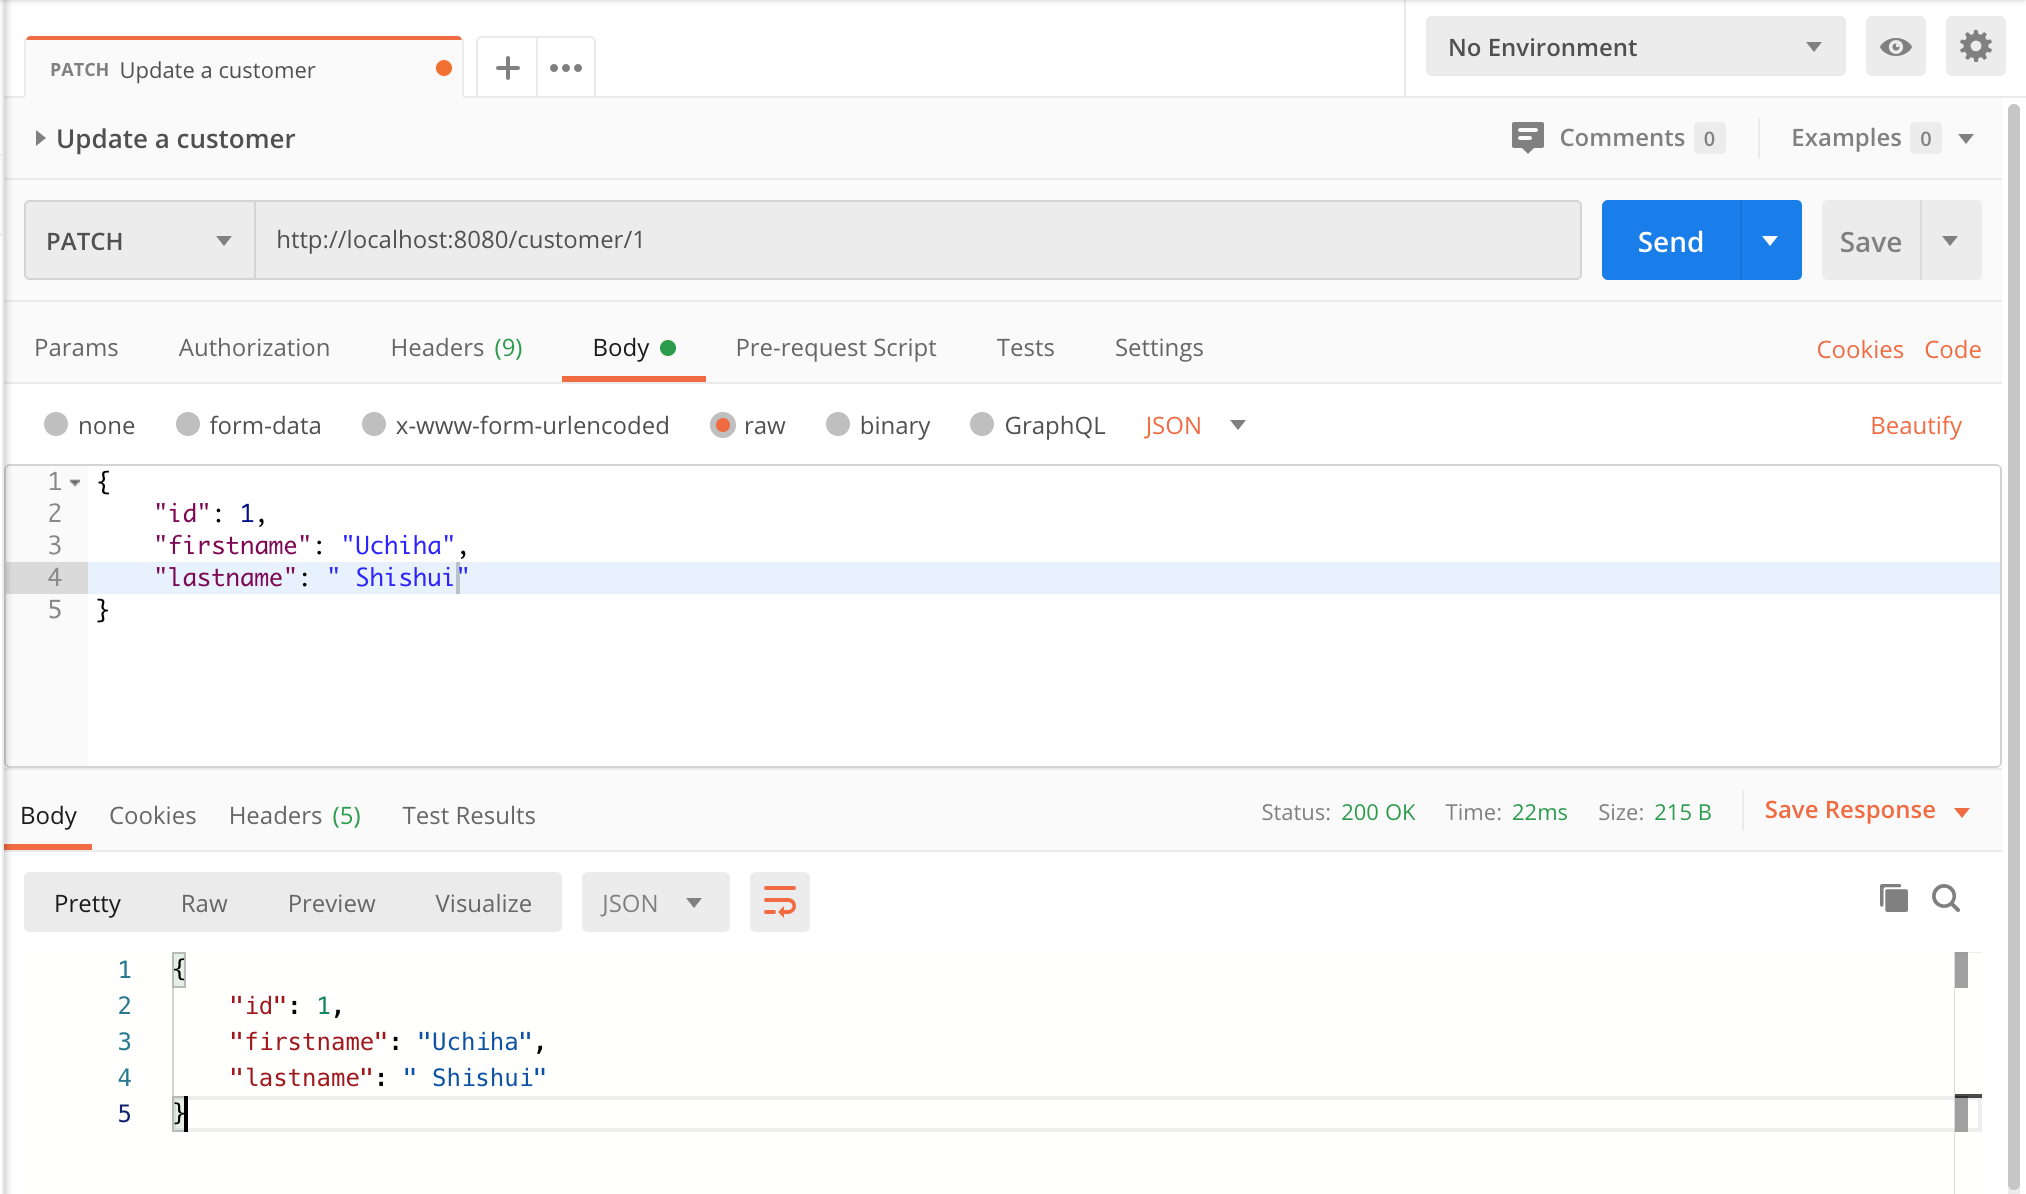 PATCH Update a customer
No Environment
Update a customer
Comments 0 Examples 0
PATCH http://localhost:8080/customer/1 Send Save
Params Authorization Headers (9) Body Pre-request Script Tests Settings Cookies Code
none form-data x-www-form-urlencoded raw binary GraphQL JSON Beautify
1 {
2 "id": 1,
3 "firstname": "Uchiha",
4 "lastname": " Shishui"
5 }
Body Cookies Headers (5) Test Results Status: 200 OK Time: 22ms Size: 215 B Save Response
Pretty Raw Preview Visualize JSON
1 {
2 "id": 1,
3 "firstname": "Uchiha",
4 "lastname": " Shishui"
5 }